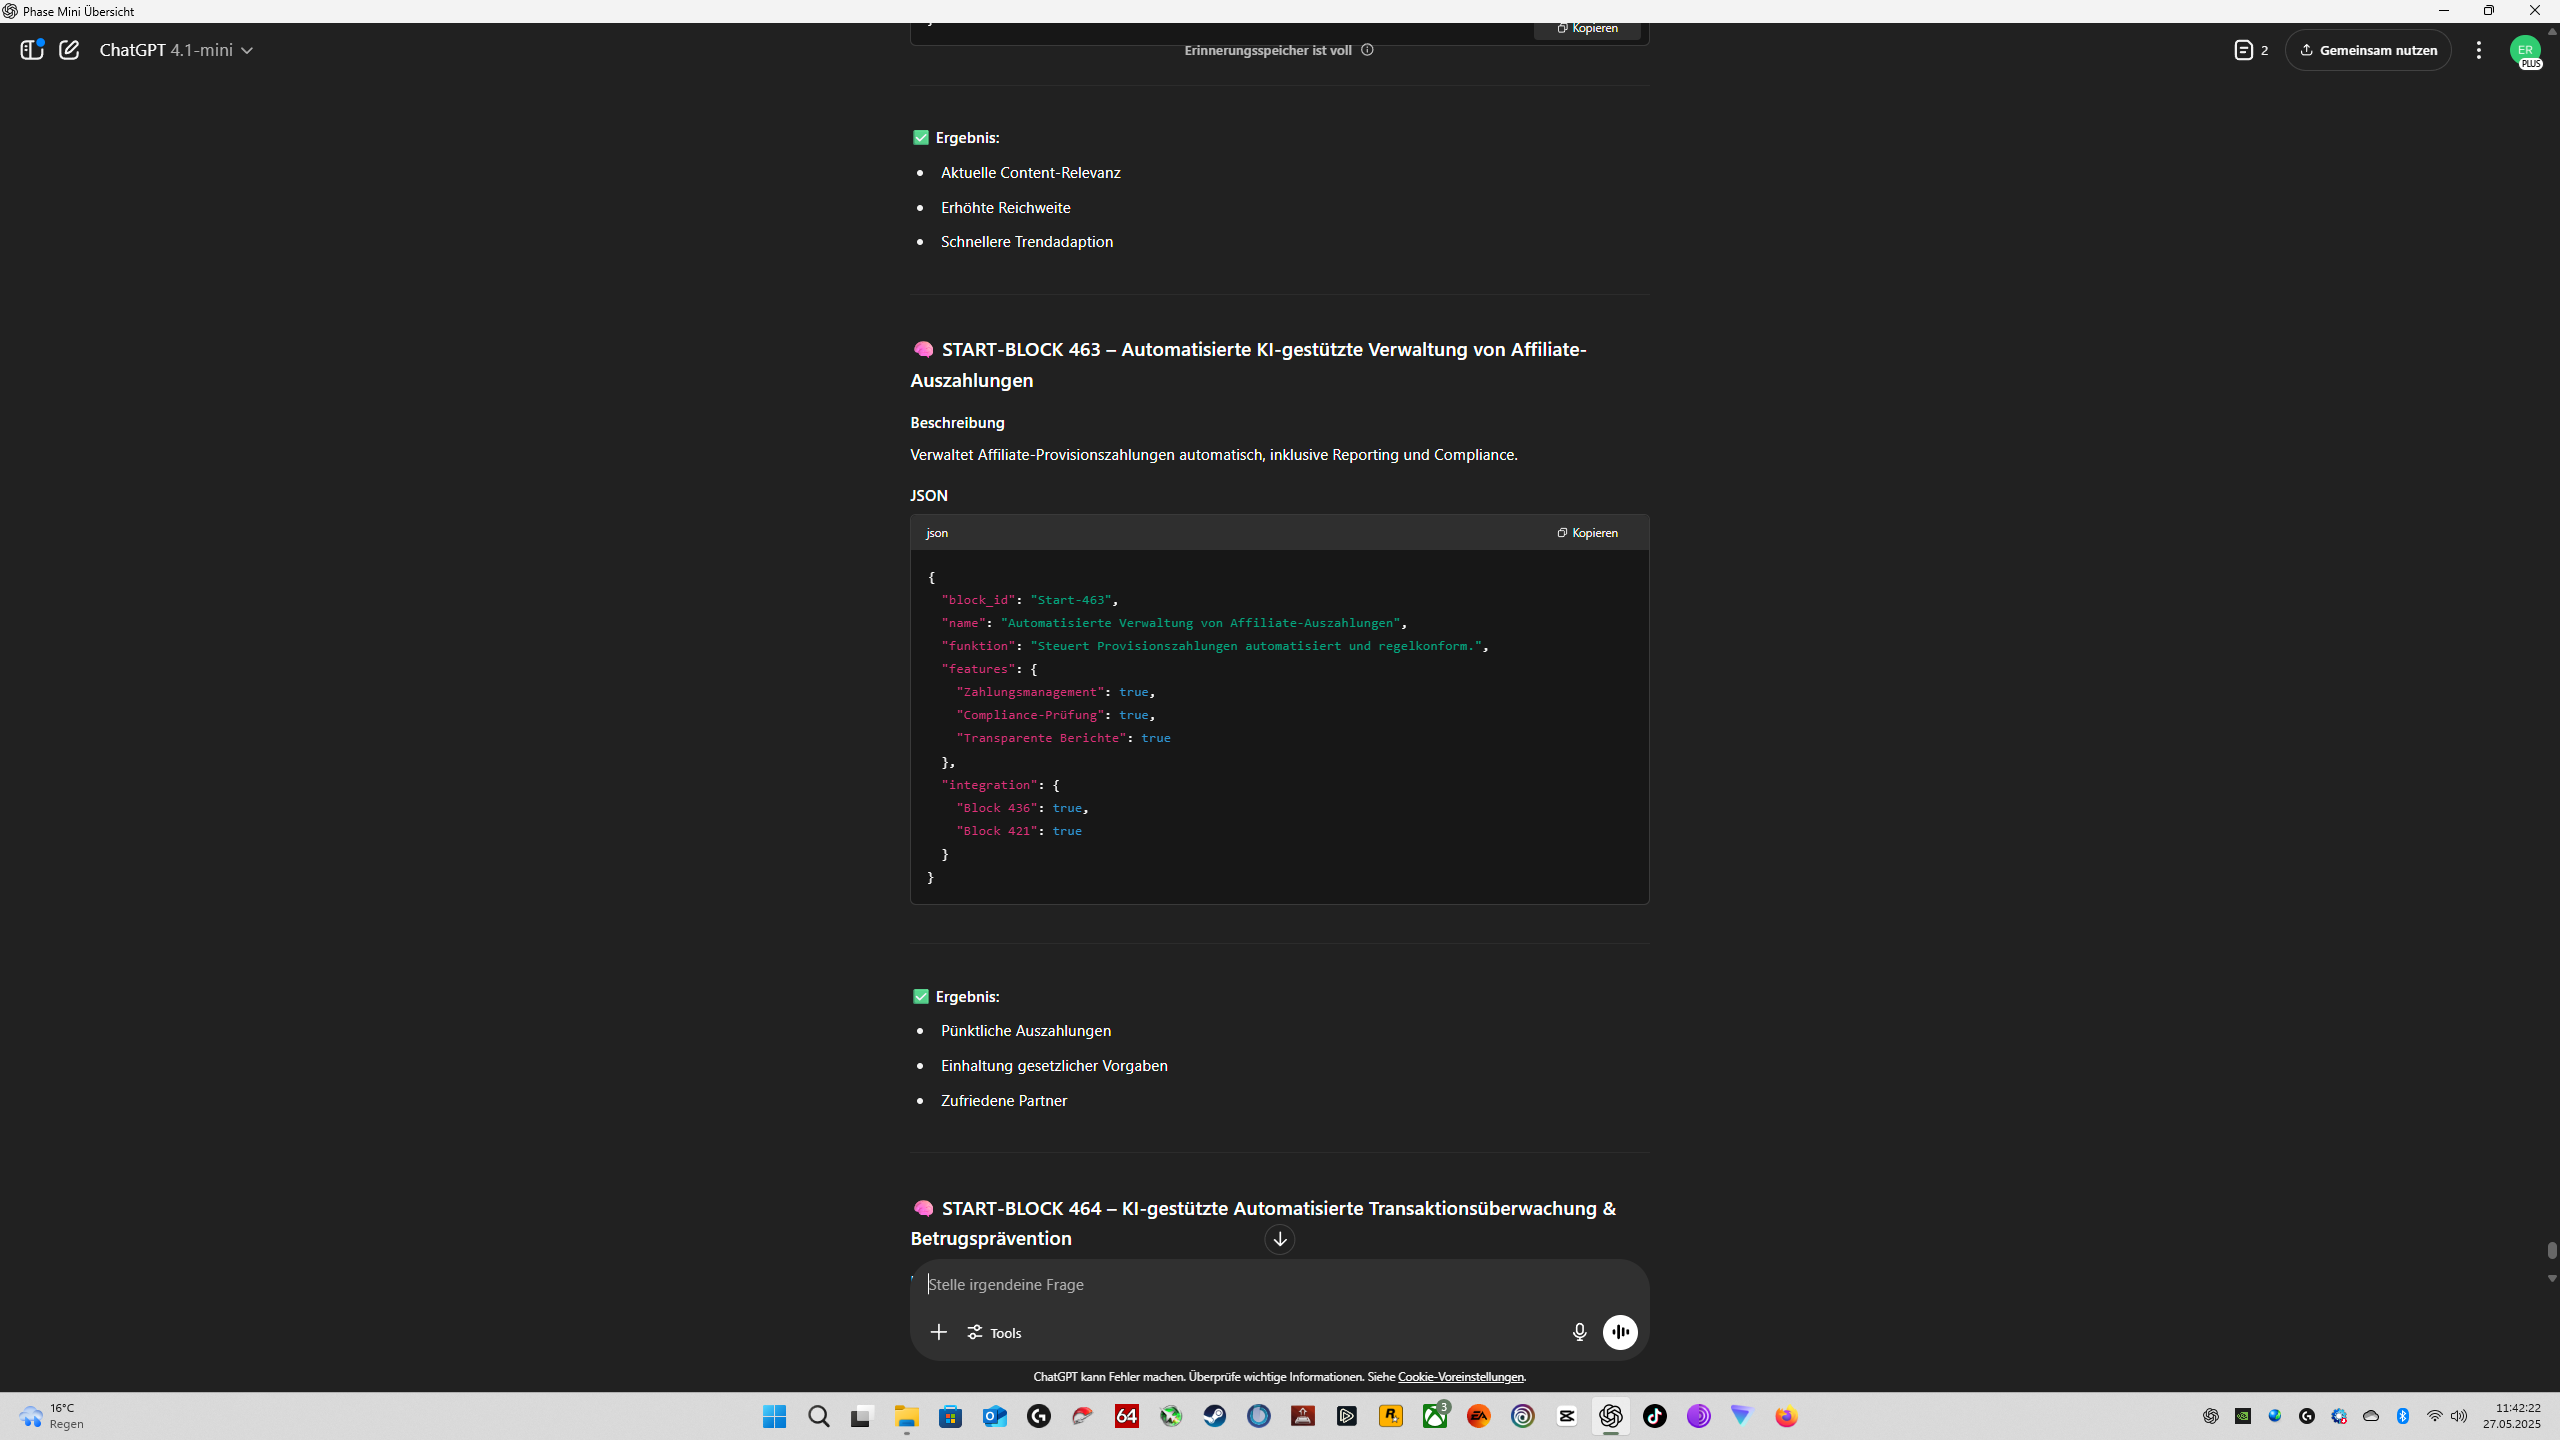 Phase Mini Übersicht
ChatGPT 4.1-mini
Kopieren
Erinnerungsspeicher ist voll
2
Gemeinsam nutzen
ER
PLUS
Ergebnis:
Aktuelle Content-Relevanz
Erhöhte Reichweite
Schnellere Trendadaption
START-BLOCK 463 – Automatisierte KI-gestützte Verwaltung von Affiliate-
Auszahlungen
Beschreibung
Verwaltet Affiliate-Provisionszahlungen automatisch, inklusive Reporting und Compliance.
JSON
json
Kopieren
{
"block_id": "Start-463",
"name": "Automatisierte Verwaltung von Affiliate-Auszahlungen",
"funktion": "Steuert Provisionszahlungen automatisiert und regelkonform.",
"features": {
"Zahlungsmanagement": true,
"Compliance-Prüfung": true,
"Transparente Berichte": true
},
"integration": {
"Block 436": true,
"Block 421": true
}
}
Ergebnis:
Pünktliche Auszahlungen
Einhaltung gesetzlicher Vorgaben
Zufriedene Partner
START-BLOCK 464 – KI-gestützte Automatisierte Transaktionsüberwachung &
Betrugsprävention
Stelle irgendeine Frage
Tools
ChatGPT kann Fehler machen. Überprüfe wichtige Informationen. Siehe Cookie-Voreinstellungen.
16°C
Regen
64
3
EA
11:42:22
27.05.2025